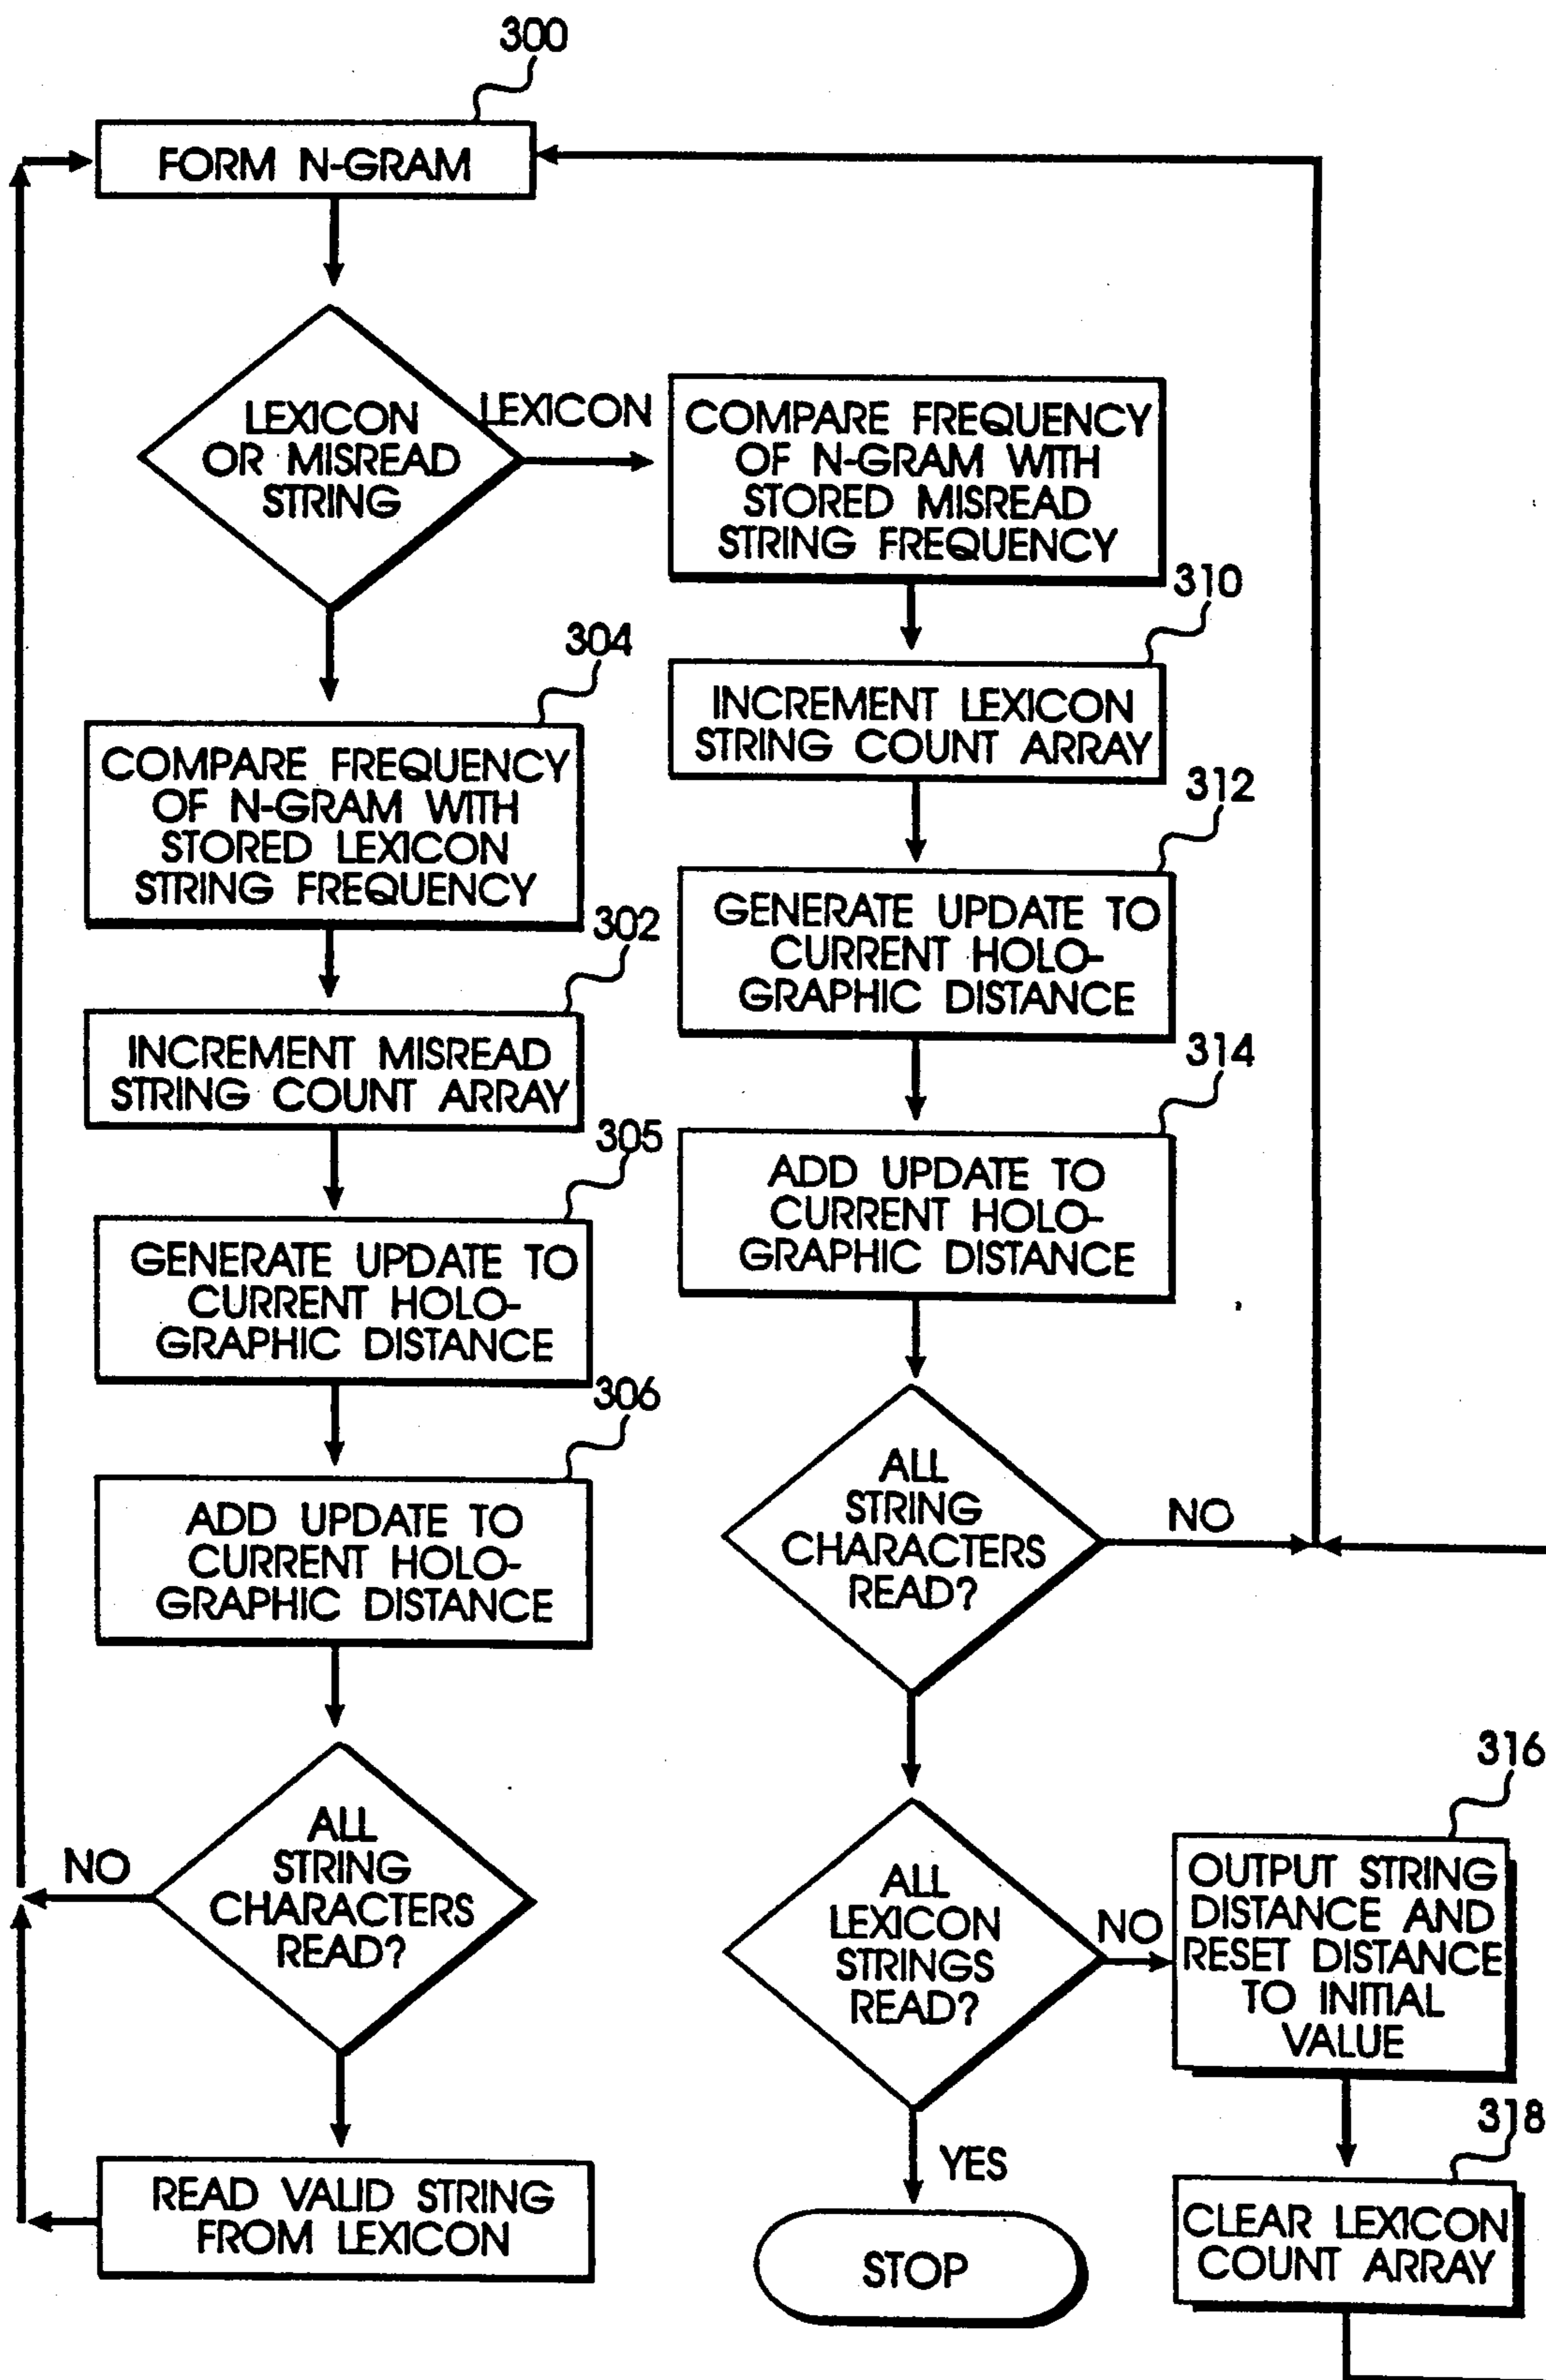 300
FORM N-GRAM
LEXICON
OR MISREAD
STRING
LEXICON
COMPARE FREQUENCY
OF N-GRAM WITH
STORED MISREAD
STRING FREQUENCY
304
COMPARE FREQUENCY
OF N-GRAM WITH
STORED LEXICON
STRING FREQUENCY
302
INCREMENT MISREAD
STRING COUNT ARRAY
305
GENERATE UPDATE TO
CURRENT HOLO-
GRAPHIC DISTANCE
306
ADD UPDATE TO
CURRENT HOLO-
GRAPHIC DISTANCE
ALL
STRING
CHARACTERS
READ?
NO
READ VALID STRING
FROM LEXICON
310
INCREMENT LEXICON
STRING COUNT ARRAY
312
GENERATE UPDATE TO
CURRENT HOLO-
GRAPHIC DISTANCE
314
ADD UPDATE TO
CURRENT HOLO-
GRAPHIC DISTANCE
ALL
STRING
CHARACTERS
READ?
NO
ALL
LEXICON
STRINGS
READ?
NO
YES
STOP
316
OUTPUT STRING
DISTANCE AND
RESET DISTANCE
TO INITIAL
VALUE
318
CLEAR LEXICON
COUNT ARRAY